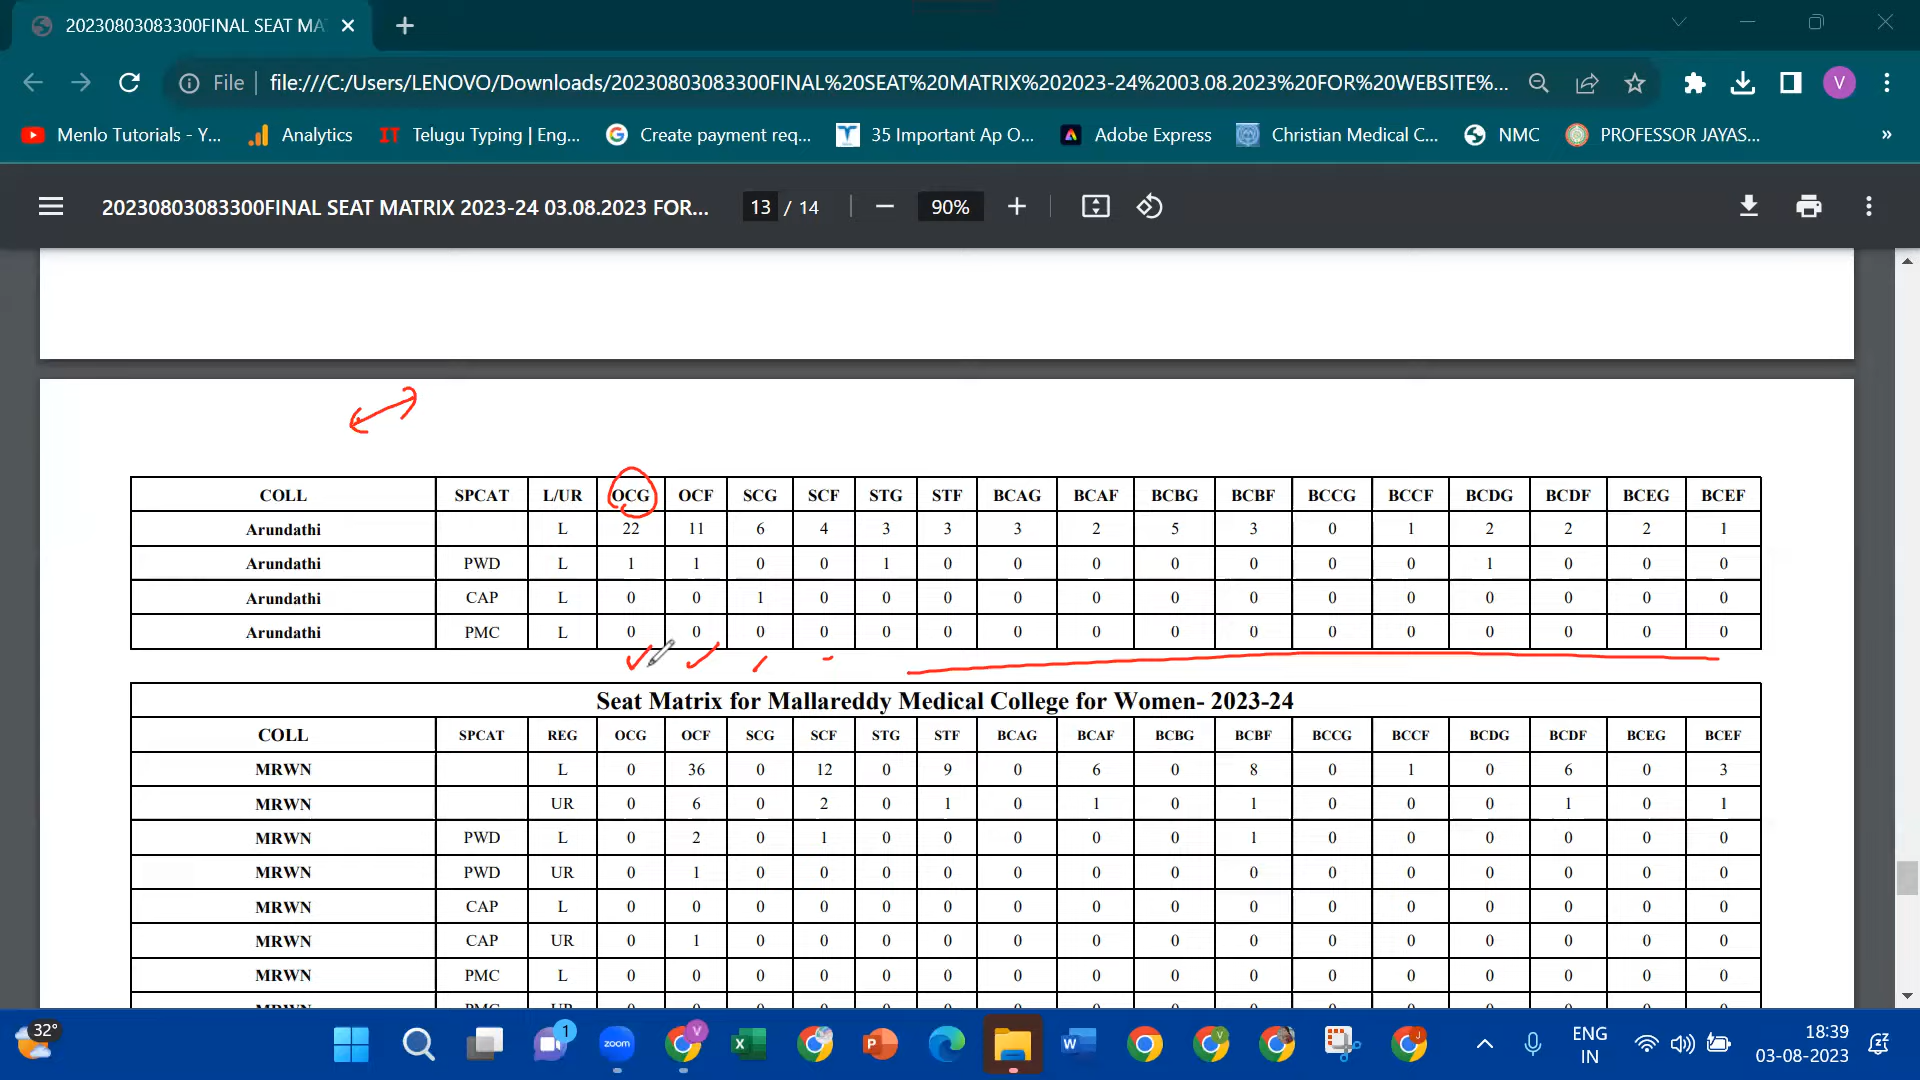 20230803083300FINAL SEAT MA
File file:///C:/Users/LENOVO/Downloads/20230803083300FINAL%20SEAT%20MATRIX%202023-24%2003.08.2023%20FOR%20WEBSITE%...
V
Menlo Tutorials - Y... Analytics Telugu Typing | Eng... Create payment req... 35 Important Ap O... Adobe Express Christian Medical C... NMC PROFESSOR JAYAS... »
20230803083300FINAL SEAT MATRIX 2023-24 03.08.2023 FOR... 13 / 14 90%
COLL SPCAT L/UR OCG OCF SCG SCF STG STF BCAG BCAF BCBG BCBF BCCG BCCF BCDG BCDF BCEG BCEF
Arundathi L 22 11 6 4 3 3 3 2 5 3 0 1 2 2 2 1
Arundathi PWD L 1 1 0 0 1 0 0 0 0 0 0 0 1 0 0 0
Arundathi CAP L 0 0 1 0 0 0 0 0 0 0 0 0 0 0 0 0
Arundathi PMC L 0 0 0 0 0 0 0 0 0 0 0 0 0 0 0 0
Seat Matrix for Mallareddy Medical College for Women- 2023-24
COLL SPCAT REG OCG OCF SCG SCF STG STF BCAG BCAF BCBG BCBF BCCG BCCF BCDG BCDF BCEG BCEF
MRWN L 0 36 0 12 0 9 0 6 0 8 0 1 0 6 0 3
MRWN UR 0 6 0 2 0 1 0 1 0 1 0 0 0 1 0 1
MRWN PWD L 0 2 0 1 0 0 0 0 0 1 0 0 0 0 0 0
MRWN PWD UR 0 1 0 0 0 0 0 0 0 0 0 0 0 0 0 0
MRWN CAP L 0 0 0 0 0 0 0 0 0 0 0 0 0 0 0 0
MRWN CAP UR 0 1 0 0 0 0 0 0 0 0 0 0 0 0 0 0
MRWN PMC L 0 0 0 0 0 0 0 0 0 0 0 0 0 0 0 0
32° 1 zoom V ENG 18:39
IN 03-08-2023